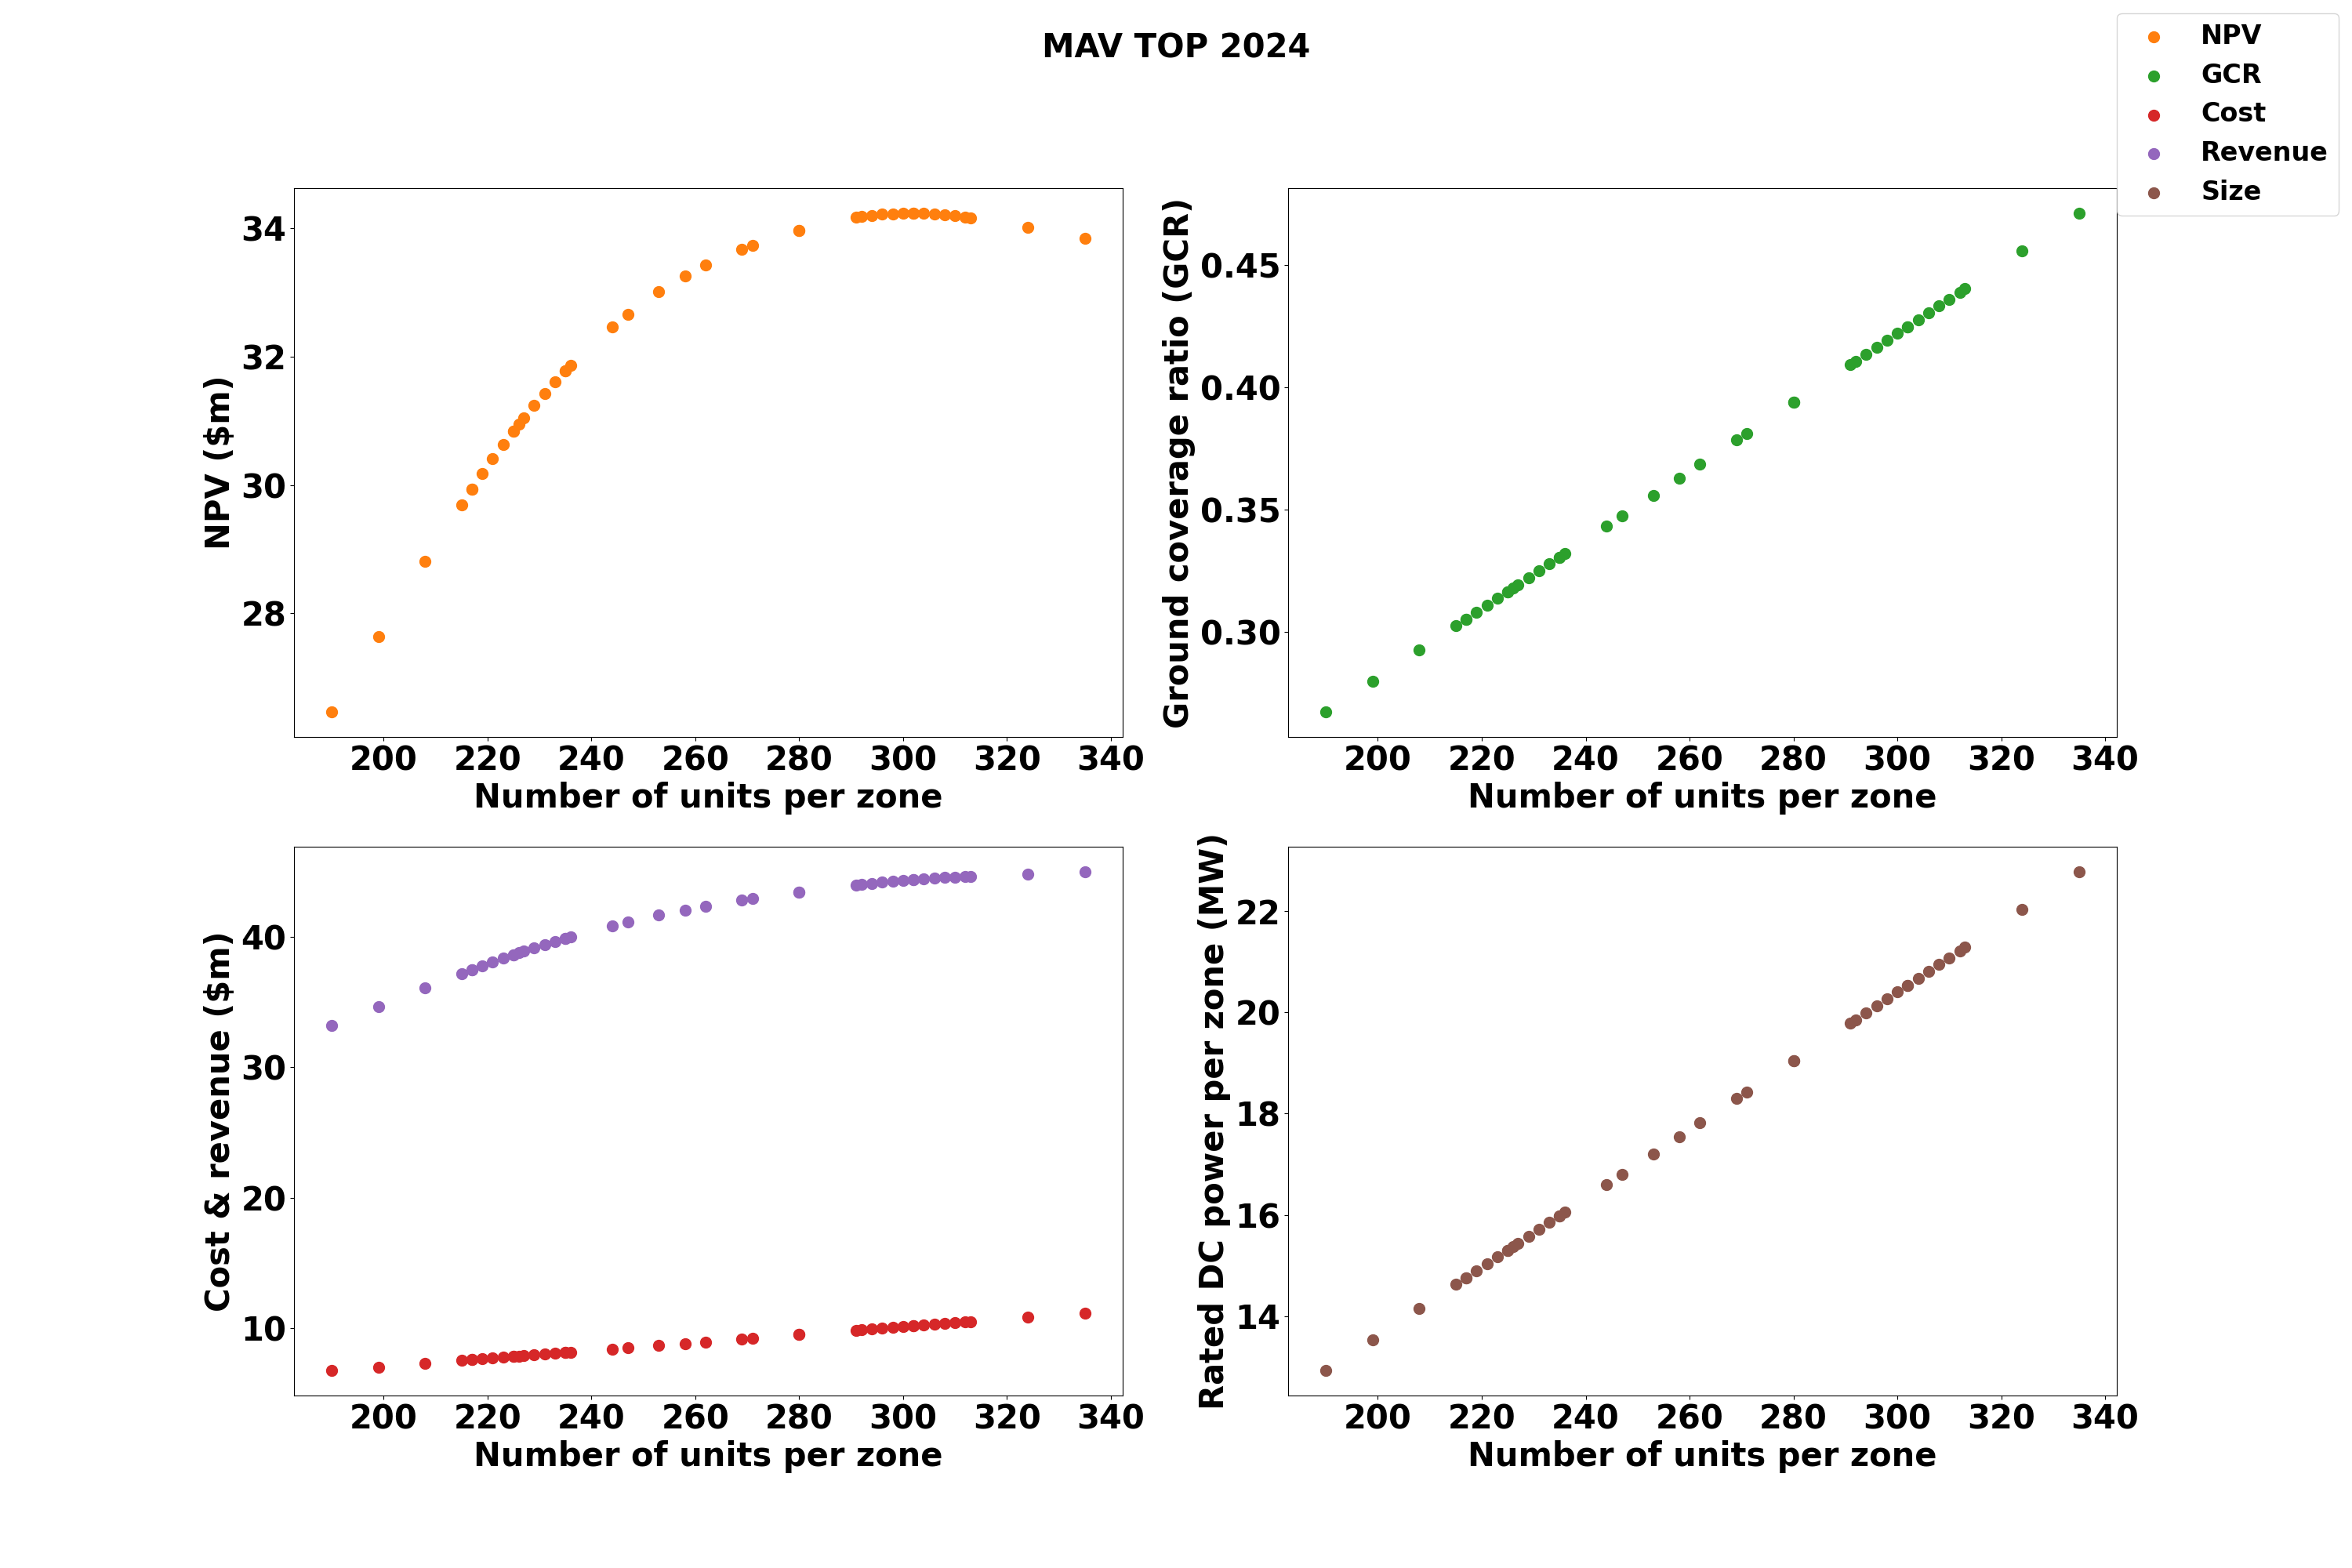 MAV TOP 2024
NPV
GCR
Cost
Revenue
Size
NPV ($m)
34
32
30
28
200 220 240 260 280 300 320 340
Number of units per zone
Ground coverage ratio (GCR)
0.45
0.40
0.35
0.30
200 220 240 260 280 300 320 340
Number of units per zone
Cost & revenue ($m)
40
30
20
10
200 220 240 260 280 300 320 340
Number of units per zone
Rated DC power per zone (MW)
22
20
18
16
14
200 220 240 260 280 300 320 340
Number of units per zone